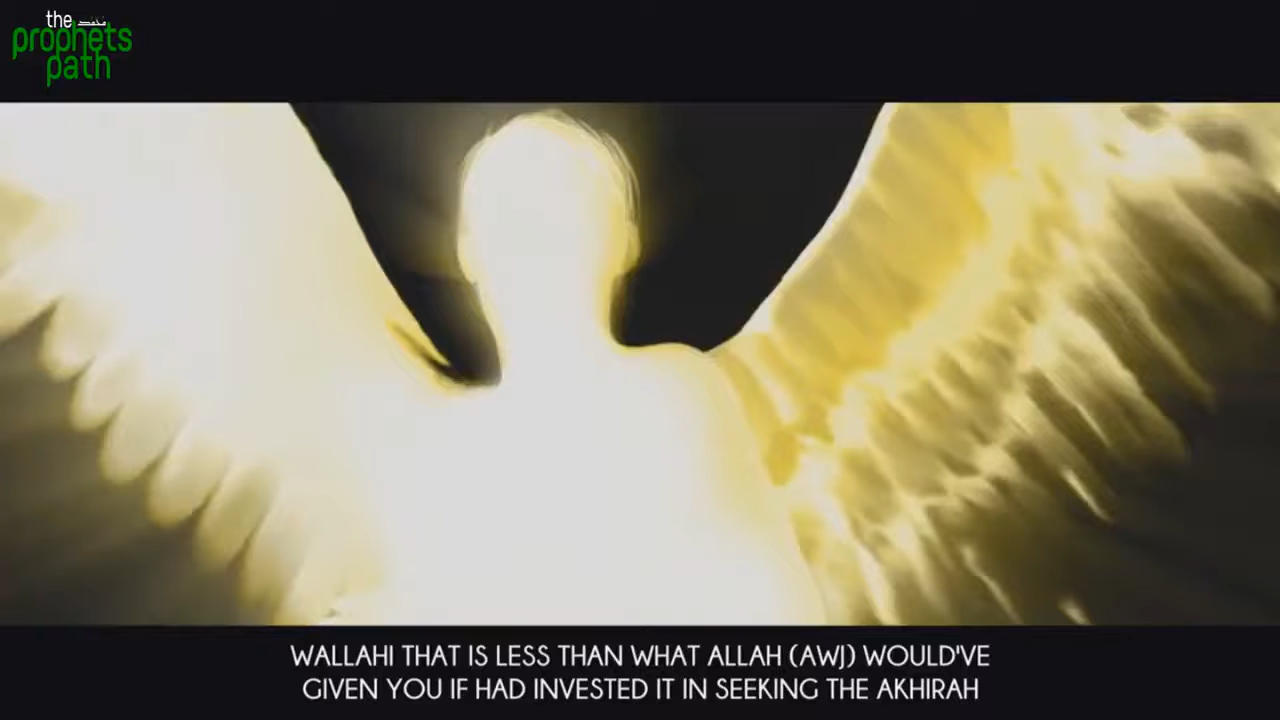 the
prophets
path
WALLAHI THAT IS LESS THAN WHAT ALLAH (AWJ) WOULD'VE
GIVEN YOU IF HAD INVESTED IT IN SEEKING THE AKHIRAH